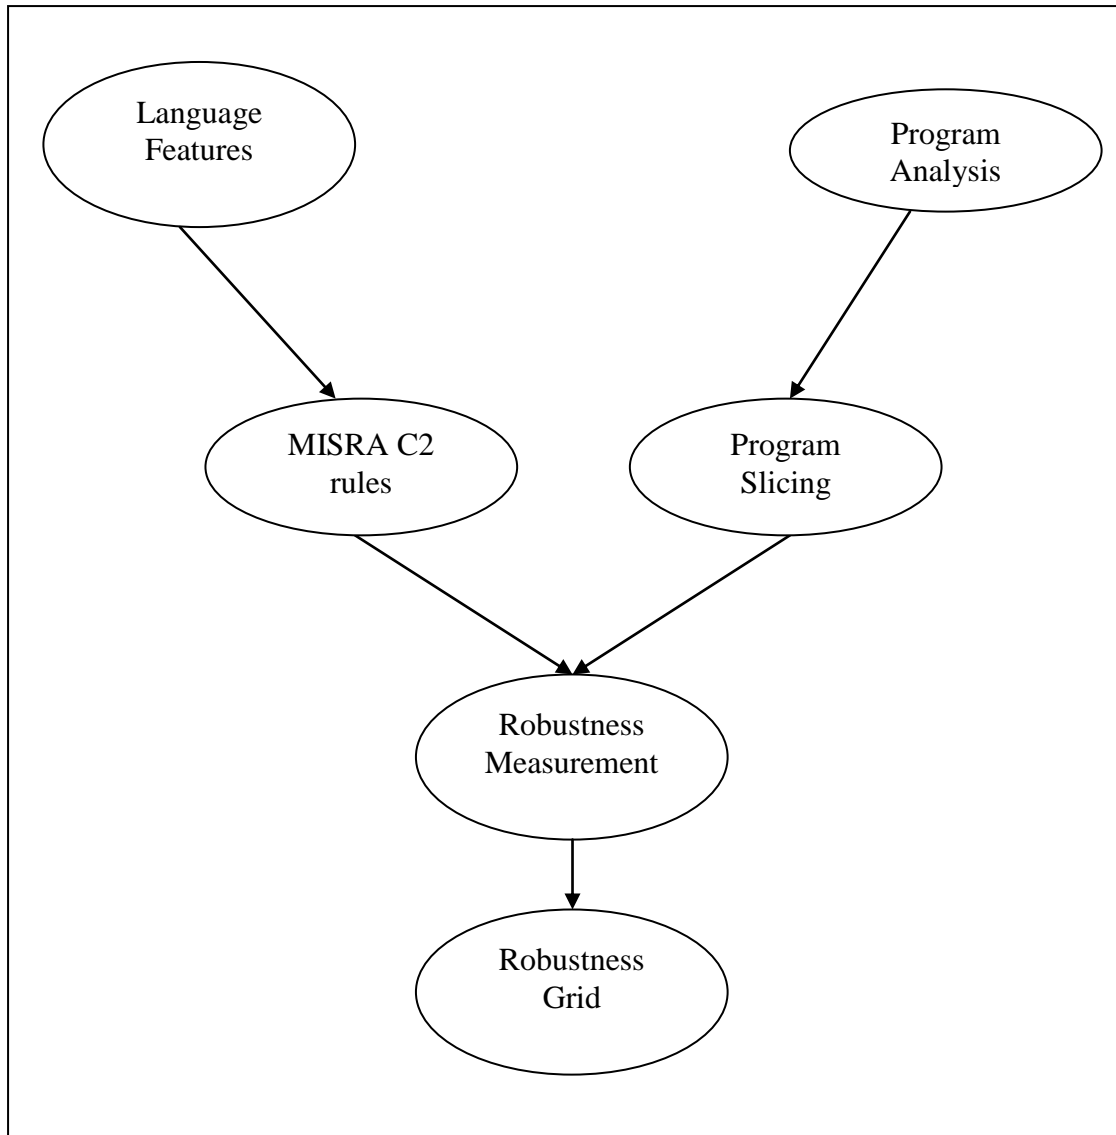 Language
Features
Program
Analysis
MISRA C2
rules
Program
Slicing
Robustness
Measurement
Robustness
Grid